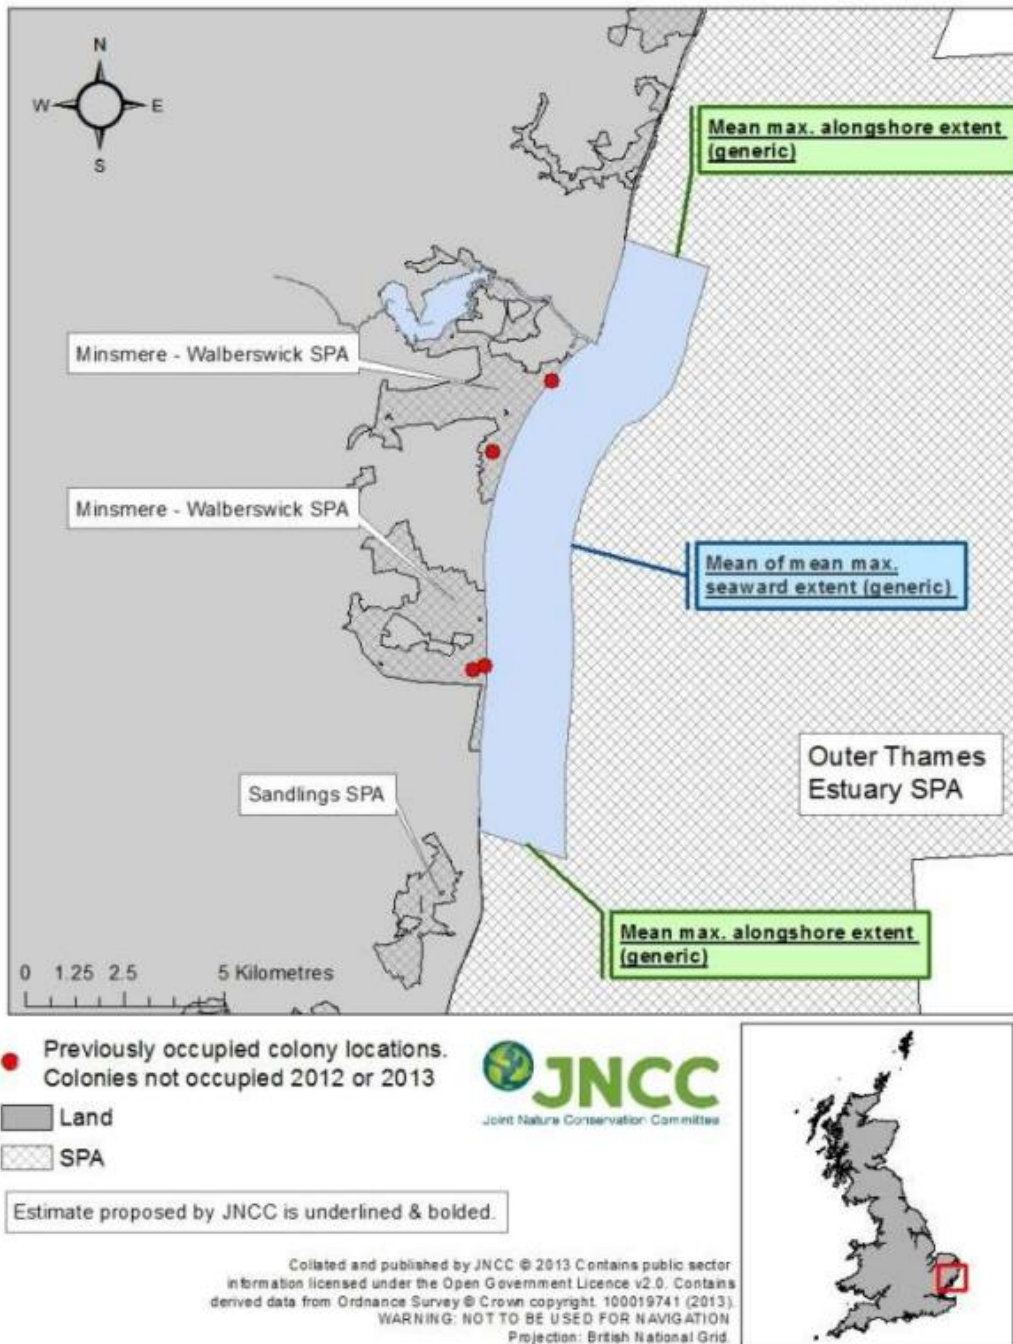 N
W E
S
Mean max. alongshore extent
(generic)
Minsmere - Walberswick SPA
Minsmere - Walberswick SPA
Mean of mean max.
seaward extent (generic)
Outer Thames
Estuary SPA
Sandlings SPA
Mean max. alongshore extent
(generic)
0 1.25 2.5 5 Kilometres
Previously occupied colony locations.
Colonies not occupied 2012 or 2013
Land
SPA
JNCC
Joint Nature Conservation Committee
Estimate proposed by JNCC is underlined & bolded.
Collated and published by JNCC © 2013 Contains public sector
information licensed under the Open Government Licence v2.0. Contains
derived data from Ordnance Survey © Crown copyright. 100019741 (2013).
WARNING: NOT TO BE USED FOR NAVIGATION
Projection: British National Grid.